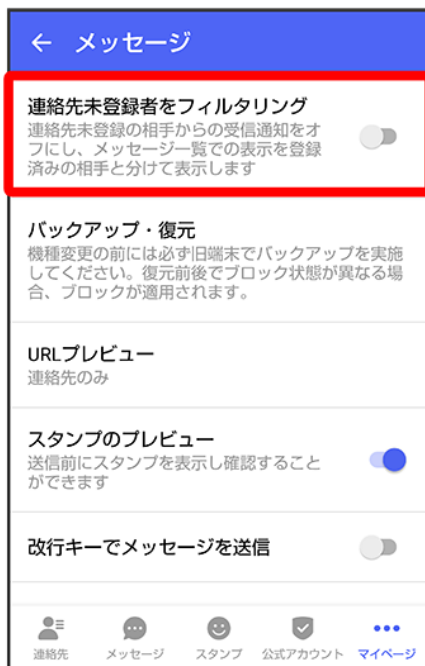 ← メッセージ
連絡先未登録者をフィルタリング
連絡先未登録の相手からの受信通知をオ
フにし、メッセージ一覧での表示を登録
済みの相手と分けて表示します
バックアップ・復元
機種変更の前には必ず旧端末でバックアップを実施
してください。復元前後でブロック状態が異なる場
合、ブロックが適用されます。
URLプレビュー
連絡先のみ
スタンプのプレビュー
送信前にスタンプを表示し確認すること
ができます
改行キーでメッセージを送信
連絡先 メッセージ スタンプ 公式アカウント マイページ